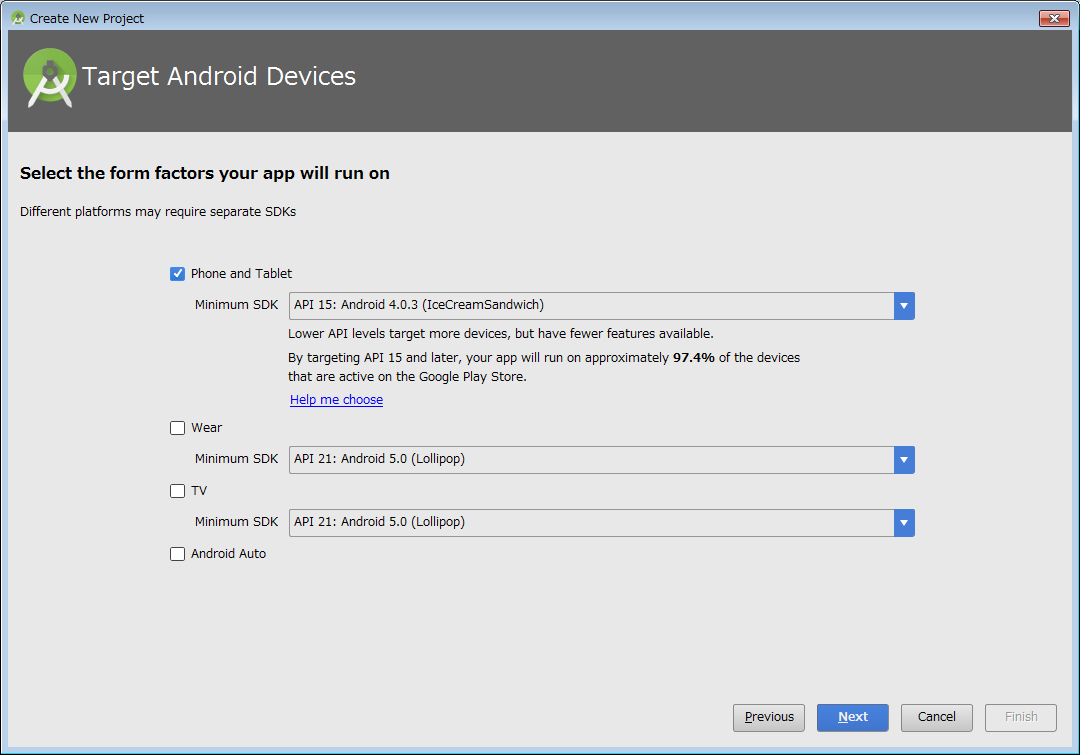 Create New Project
Target Android Devices
Select the form factors your app will run on
Different platforms may require separate SDKs
Phone and Tablet
Minimum SDK API 15: Android 4.0.3 (IceCreamSandwich)
Lower API levels target more devices, but have fewer features available.
By targeting API 15 and later, your app will run on approximately 97.4% of the devices
that are active on the Google Play Store.
Help me choose
Wear
Minimum SDK API 21: Android 5.0 (Lollipop)
TV
Minimum SDK API 21: Android 5.0 (Lollipop)
Android Auto
Previous Next Cancel Finish